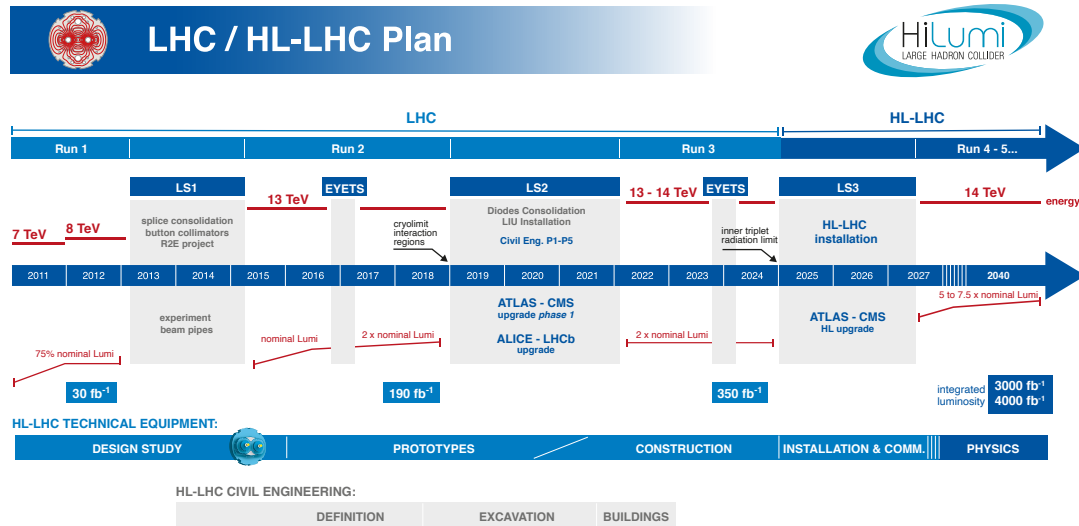 LHC / HL-LHC Plan
HiLumi
LARGE HADRON COLLIDER
LHC
HL-LHC
Run 1
Run 2
Run 3
Run 4 - 5...
LS1
EYETS
LS2
EYETS
LS3
7 TeV
8 TeV
13 TeV
13 - 14 TeV
14 TeV
energy
splice consolidation
button collimators
R2E project
cryolimit
interaction
regions
Diodes Consolidation
LIU Installation
Civil Eng. P1-P5
inner triplet
radiation limit
HL-LHC
installation
2011
2012
2013
2014
2015
2016
2017
2018
2019
2020
2021
2022
2023
2024
2025
2026
2027
2040
experiment
beam pipes
ATLAS - CMS
upgrade phase 1
ALICE - LHCb
upgrade
ATLAS - CMS
HL upgrade
75% nominal Lumi
nominal Lumi
2 x nominal Lumi
2 x nominal Lumi
5 to 7.5 x nominal Lumi
30 fb⁻¹
190 fb⁻¹
350 fb⁻¹
integrated
luminosity
3000 fb⁻¹
4000 fb⁻¹
HL-LHC TECHNICAL EQUIPMENT:
DESIGN STUDY
PROTOTYPES
CONSTRUCTION
INSTALLATION & COMM.
PHYSICS
HL-LHC CIVIL ENGINEERING:
DEFINITION
EXCAVATION
BUILDINGS